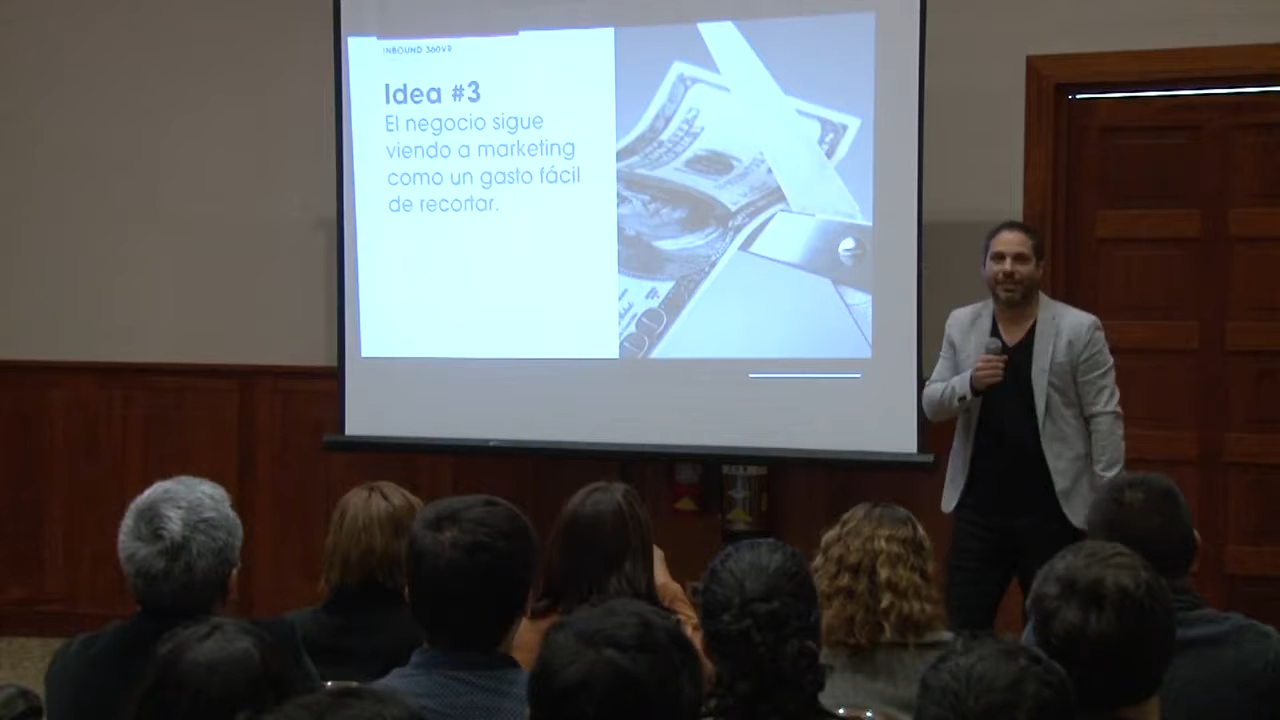 INBOUND 360VR
Idea #3
El negocio sigue
viendo a marketing
como un gasto fácil
de recortar.